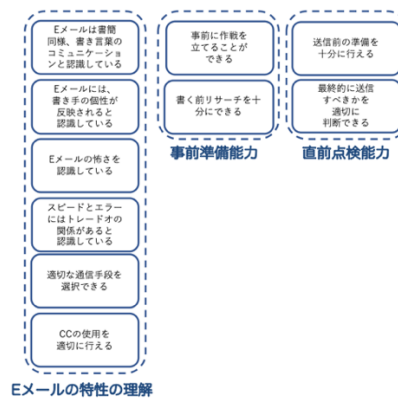 Eメールは書簡
同様、書き言葉の
コミュニケーショ
ンと認識している
Eメールには、
書き手の個性が
反映されると
認識している
Eメールの怖さを
認識している
スピードとエラー
にはトレードオの
関係があると
認識している
適切な通信手段を
選択できる
CCの使用を
適切に行える
Eメールの特性の理解
事前に作戦を
立てることが
できる
書く前リサーチを十
分にできる
事前準備能力
送信前の準備を
十分に行える
最終的に送信
すべきかを
適切に
判断できる
直前点検能力